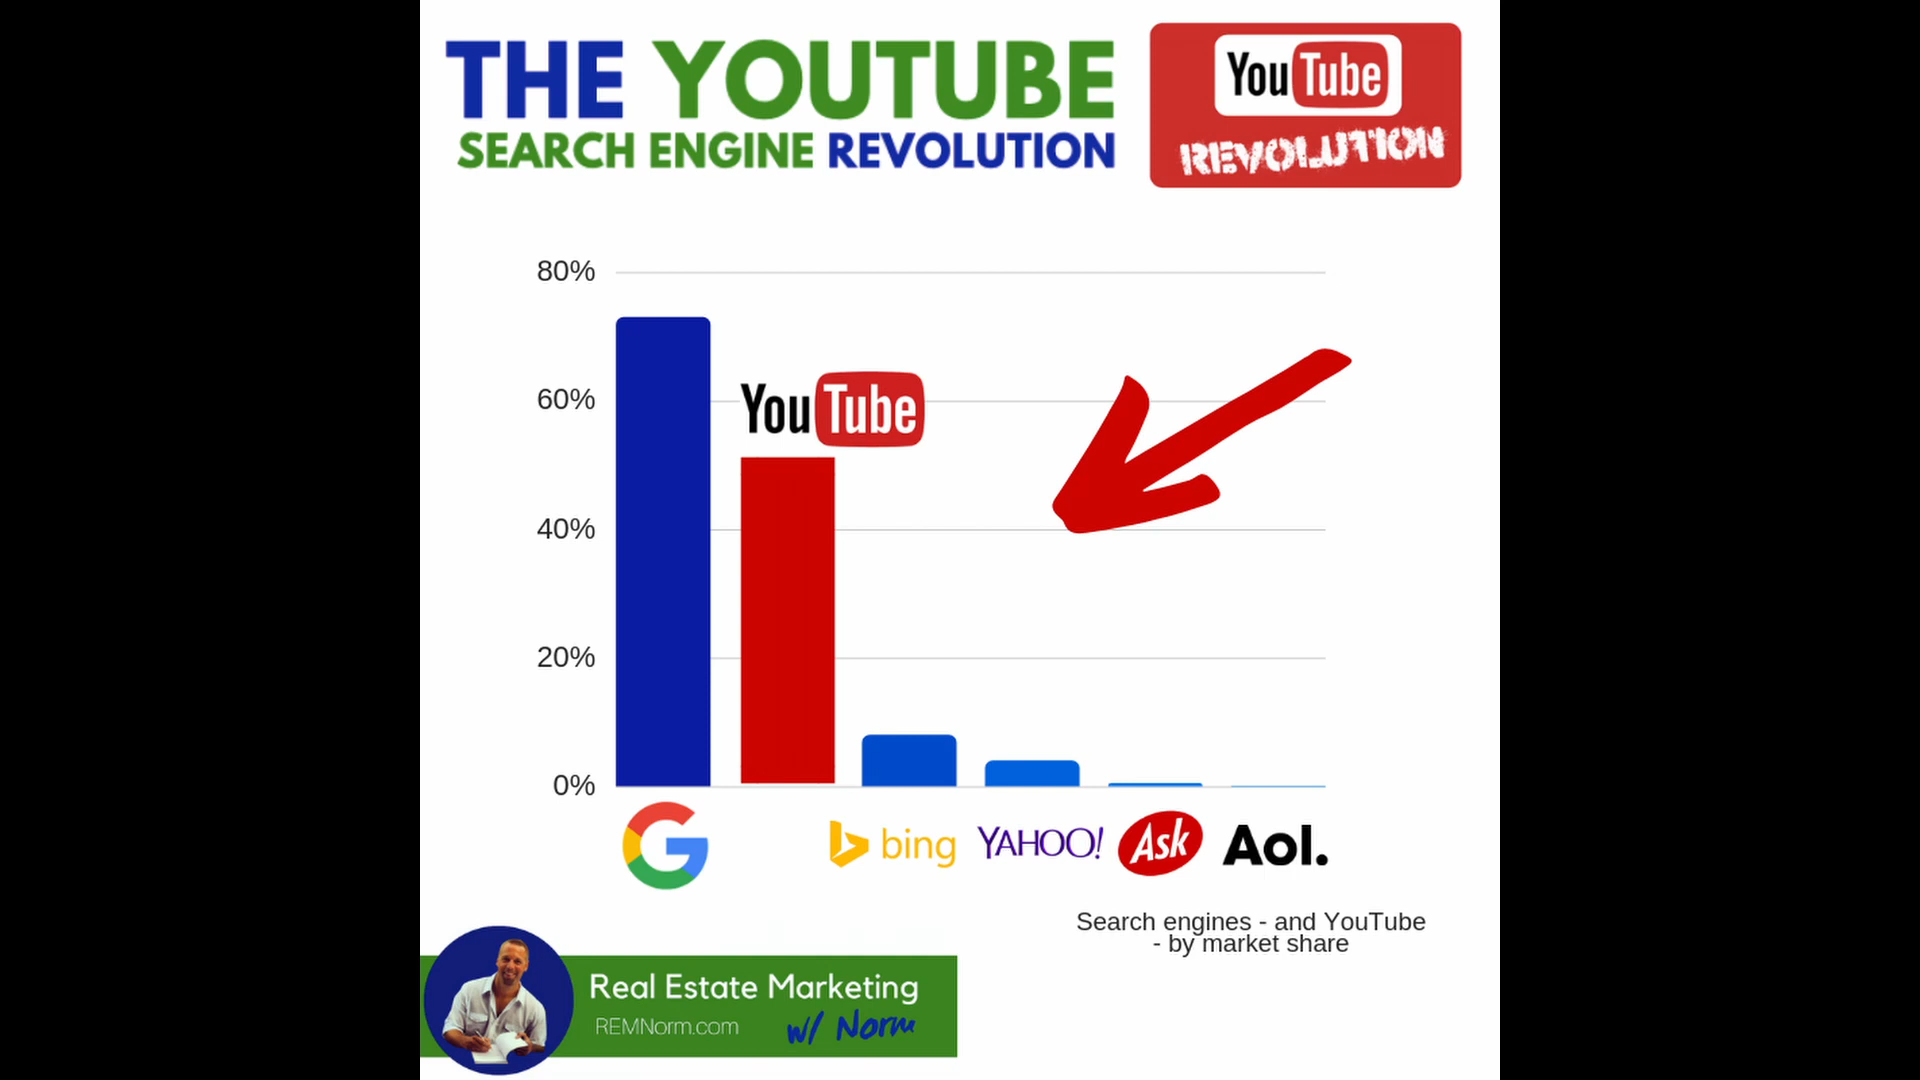 THE YOUTUBE
SEARCH ENGINE REVOLUTION
YouTube
REVOLUTION
80%
60%
40%
20%
0%
YouTube
G
bing
YAHOO!
Ask
Aol.
Search engines - and YouTube
- by market share
Real Estate Marketing
REMNorm.com
w/ Norm